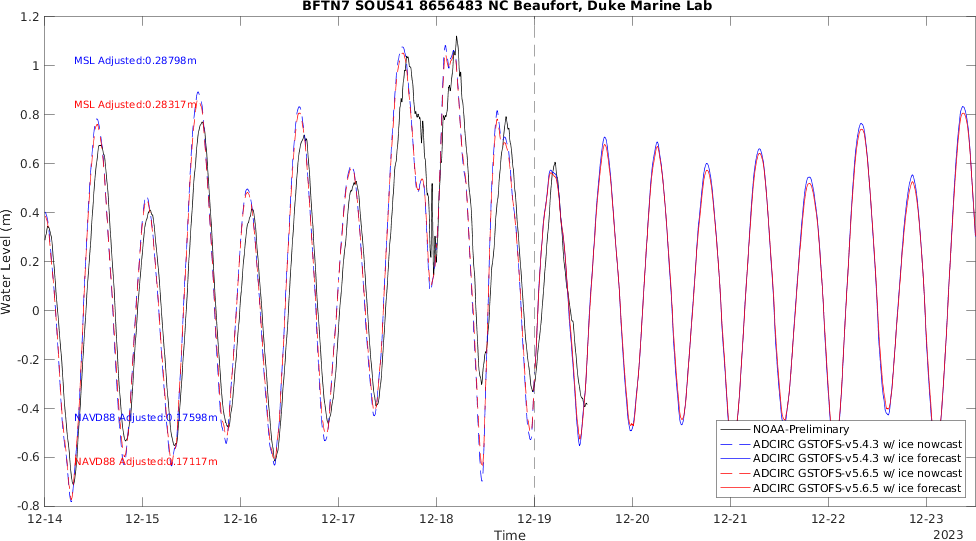 BFTN7 SOUS41 8656483 NC Beaufort, Duke Marine Lab
1.2
1
0.8
0.6
0.4
0.2
0
-0.2
-0.4
-0.6
-0.8
Water Level (m)
MSL Adjusted:0.28798m
MSL Adjusted:0.28317m
NAVD88 Adjusted:0.17598m
NAVD88 Adjusted:0.17117m
NOAA-Preliminary
ADCIRC GSTOFS-v5.4.3 w/ ice nowcast
ADCIRC GSTOFS-v5.4.3 w/ ice forecast
ADCIRC GSTOFS-v5.6.5 w/ ice nowcast
ADCIRC GSTOFS-v5.6.5 w/ ice forecast
12-14 12-15 12-16 12-17 12-18 12-19 12-20 12-21 12-22 12-23
Time
2023